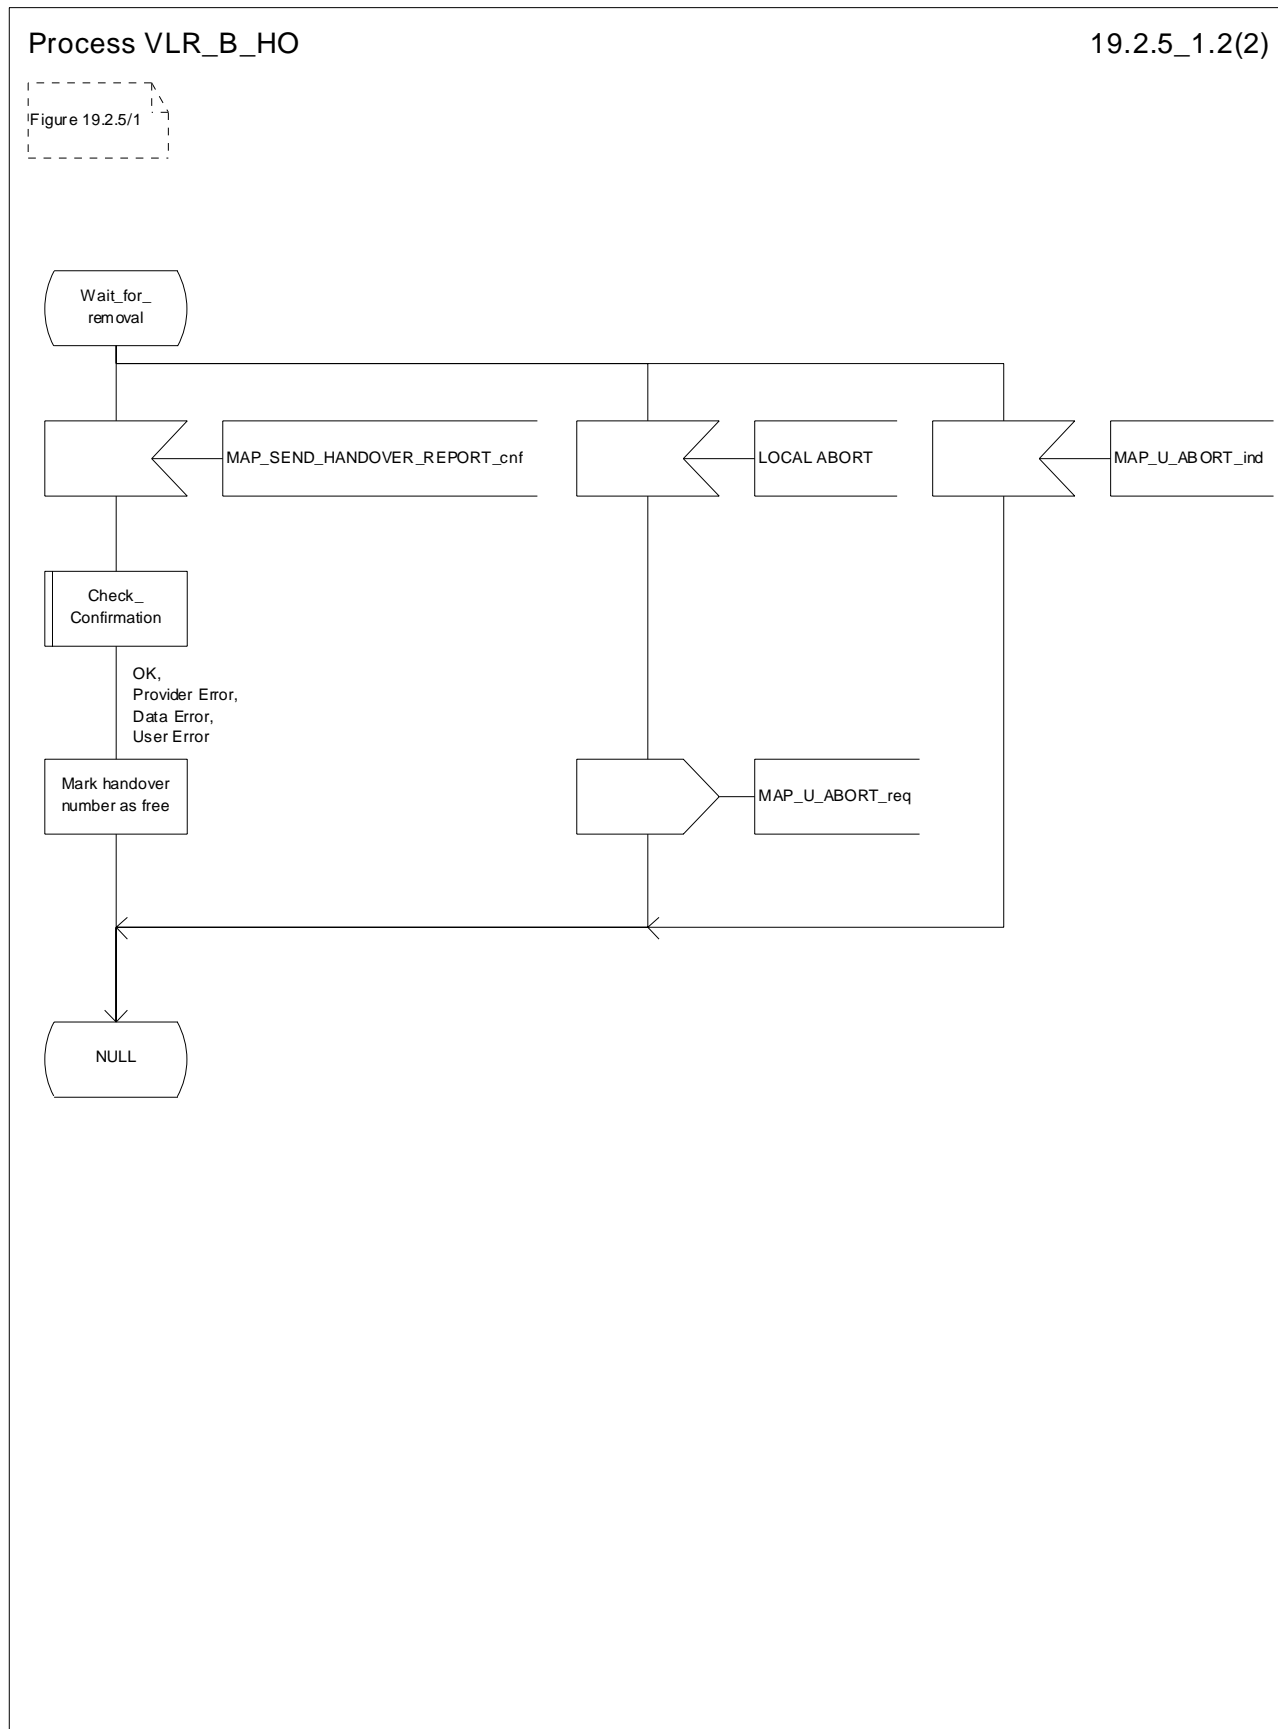 Process VLR_B_HO
19.2.5_1.2(2)
Figure 19.2.5/1
Wait_for_
removal
MAP_SEND_HANDOVER_REPORT_cnf
LOCAL ABORT
MAP_U_ABORT_ind
Check_
Confirmation
OK,
Provider Error,
Data Error,
User Error
Mark handover
number as free
MAP_U_ABORT_req
NULL